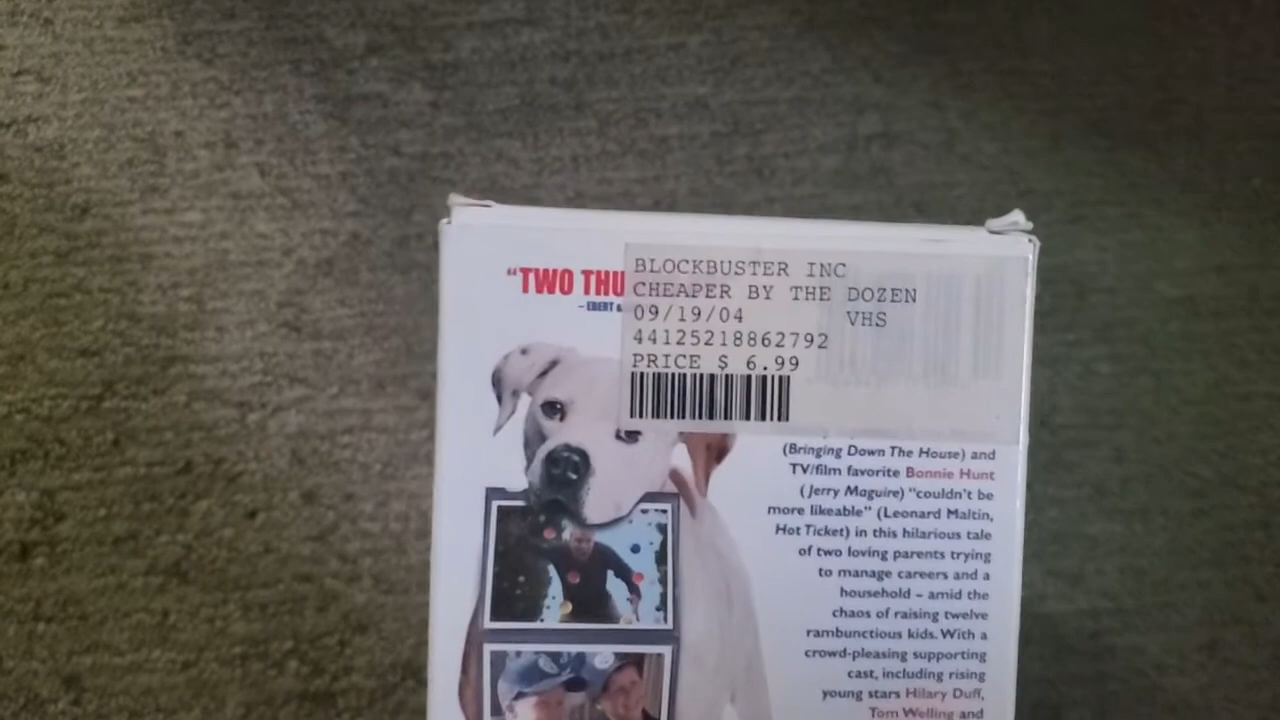 “TWO THU
– EBERT &
BLOCKBUSTER INC
CHEAPER BY THE DOZEN
09/19/04 VHS
44125218862792
PRICE $ 6.99
(Bringing Down The House) and
TV/film favorite Bonnie Hunt
(Jerry Maguire) “couldn't be
more likeable” (Leonard Maltin,
Hot Ticket) in this hilarious tale
of two loving parents trying
to manage careers and a
household – amid the
chaos of raising twelve
rambunctious kids. With a
crowd-pleasing supporting
cast, including rising
young stars Hilary Duff,
Tom Welling and